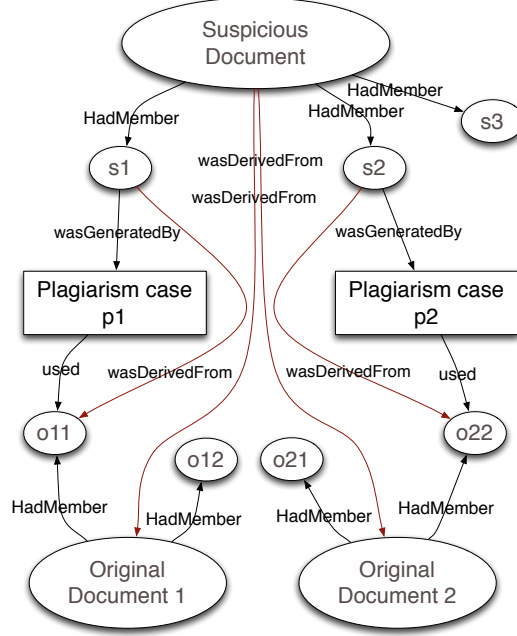 Suspicious
Document
HadMember
HadMember
HadMember
s3
s1
wasDerivedFrom
s2
wasDerivedFrom
wasGeneratedBy
wasGeneratedBy
Plagiarism case
p1
Plagiarism case
p2
used
wasDerivedFrom
wasDerivedFrom
used
o11
o12
o21
o22
HadMember
HadMember
HadMember
HadMember
Original
Document 1
Original
Document 2